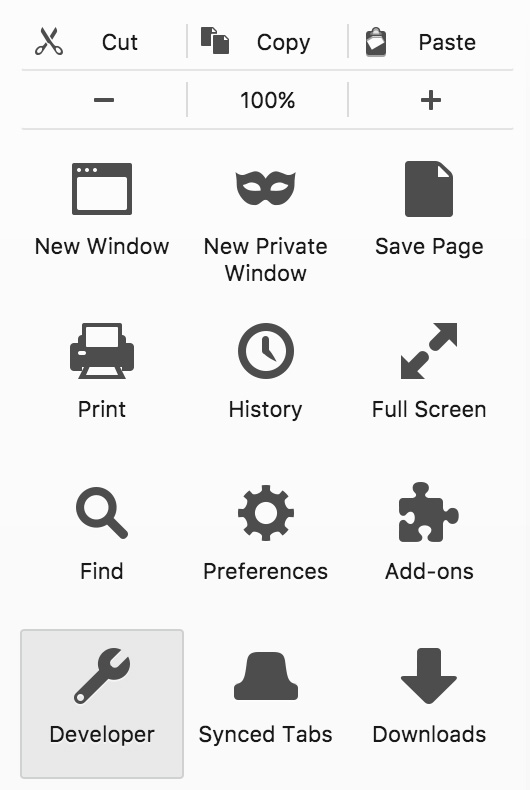 Cut Copy Paste
100%
New Window New Private Window Save Page
Print History Full Screen
Find Preferences Add-ons
Developer Synced Tabs Downloads